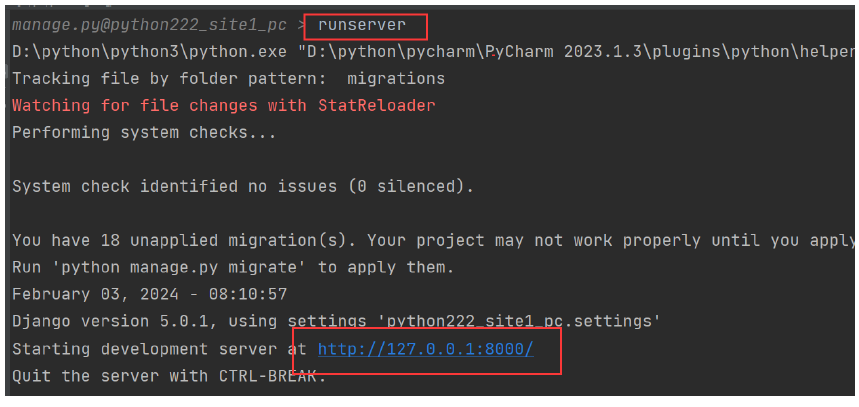 manage.py@python222_site1_pc > runserver
D:\python\python3\python.exe "D:\python\pycharm\PyCharm 2023.1.3\plugins\python\helper
Tracking file by folder pattern:  migrations
Watching for file changes with StatReloader
Performing system checks...
System check identified no issues (0 silenced).
You have 18 unapplied migration(s). Your project may not work properly until you apply
Run 'python manage.py migrate' to apply them.
February 03, 2024 - 08:10:57
Django version 5.0.1, using settings 'python222_site1_pc.settings'
Starting development server at http://127.0.0.1:8000/
Quit the server with CTRL-BREAK.